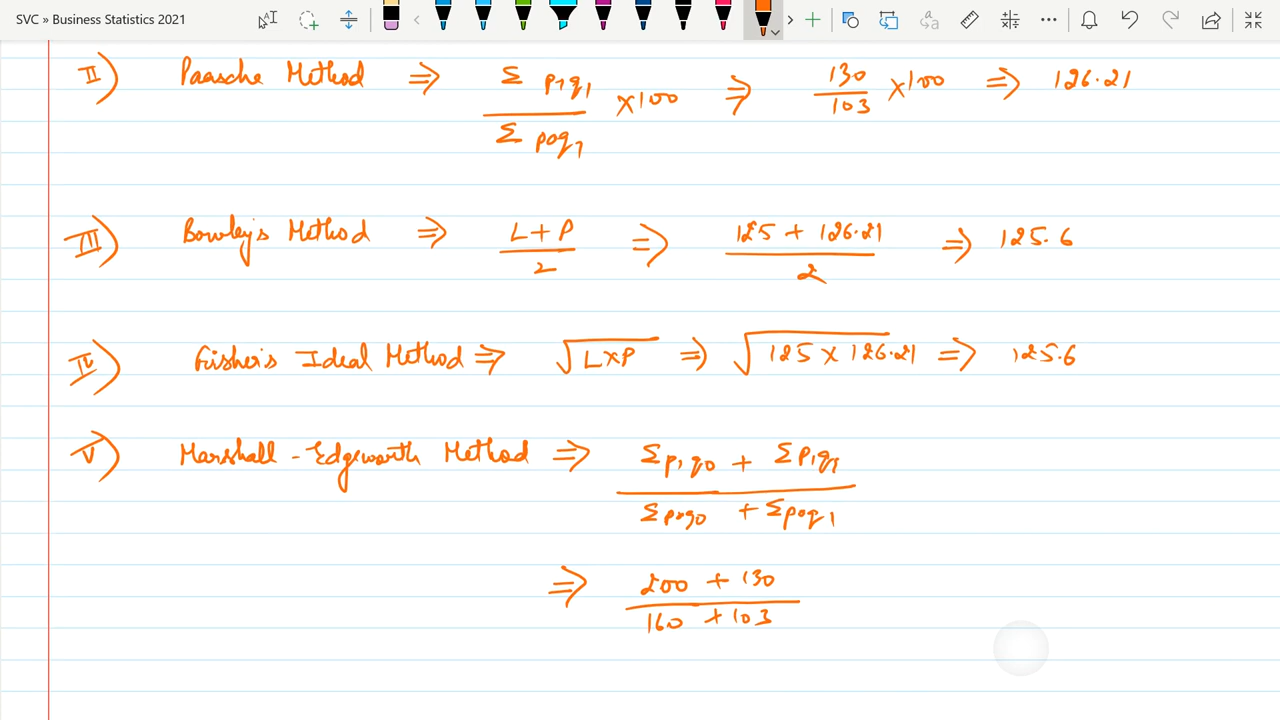 SVC » Business Statistics 2021
II) Paasche Method ⇒ Σ p1q1 / Σ p0q1 × 100 ⇒ 130 / 103 × 100 ⇒ 126.21
III) Bowley's Method ⇒ L + P / 2 ⇒ 125 + 126.21 / 2 ⇒ 125.6
IV) Fisher's Ideal Method ⇒ √L×P ⇒ √125 × 126.21 ⇒ 125.6
V) Marshall - Edgeworth Method ⇒ Σp1q0 + Σp1q1 / Σp0q0 + Σp0q1
⇒ 200 + 130 / 160 + 103